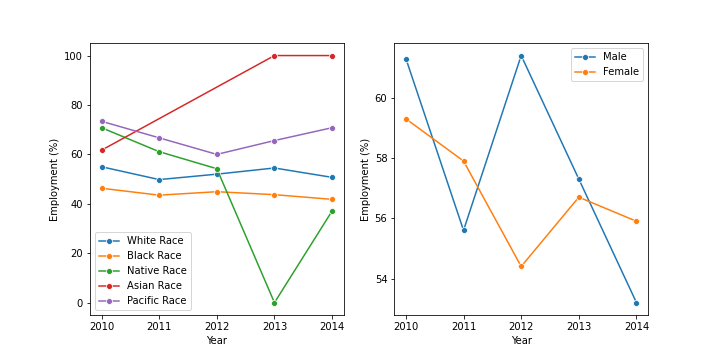 Employment (%)
100
80
60
40
20
0
White Race
Black Race
Native Race
Asian Race
Pacific Race
2010 2011 2012 2013 2014
Year
Employment (%)
60
58
56
54
Male
Female
2010 2011 2012 2013 2014
Year